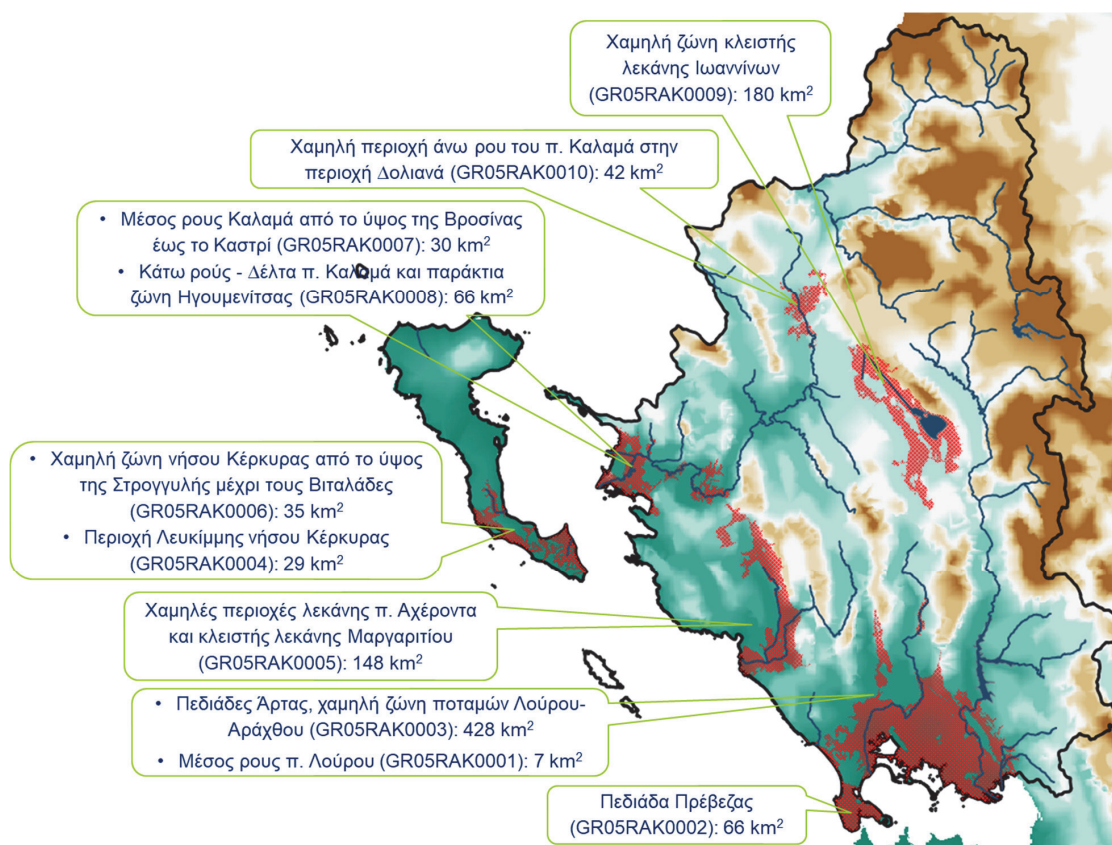 Χαμηλή ζώνη κλειστής
λεκάνης Ιωαννίνων
(GR05RAK0009): 180 km²
Χαμηλή περιοχή άνω ρου του π. Καλαμά στην
περιοχή Δολιανά (GR05RAK0010): 42 km²
• Μέσος ρους Καλαμά από το ύψος της Βροσίνας
έως το Καστρί (GR05RAK0007): 30 km²
• Κάτω ρούς - Δέλτα π. Καλαμά και παράκτια
ζώνη Ηγουμενίτσας (GR05RAK0008): 66 km²
• Χαμηλή ζώνη νήσου Κέρκυρας από το ύψος
της Στρογγυλής μέχρι τους Βιταλάδες
(GR05RAK0006): 35 km²
• Περιοχή Λευκίμμης νήσου Κέρκυρας
(GR05RAK0004): 29 km²
Χαμηλές περιοχές λεκάνης π. Αχέροντα
και κλειστής λεκάνης Μαργαριτίου
(GR05RAK0005): 148 km²
• Πεδιάδες Άρτας, χαμηλή ζώνη ποταμών Λούρου-
Αράχθου (GR05RAK0003): 428 km²
• Μέσος ρους π. Λούρου (GR05RAK0001): 7 km²
Πεδιάδα Πρέβεζας
(GR05RAK0002): 66 km²